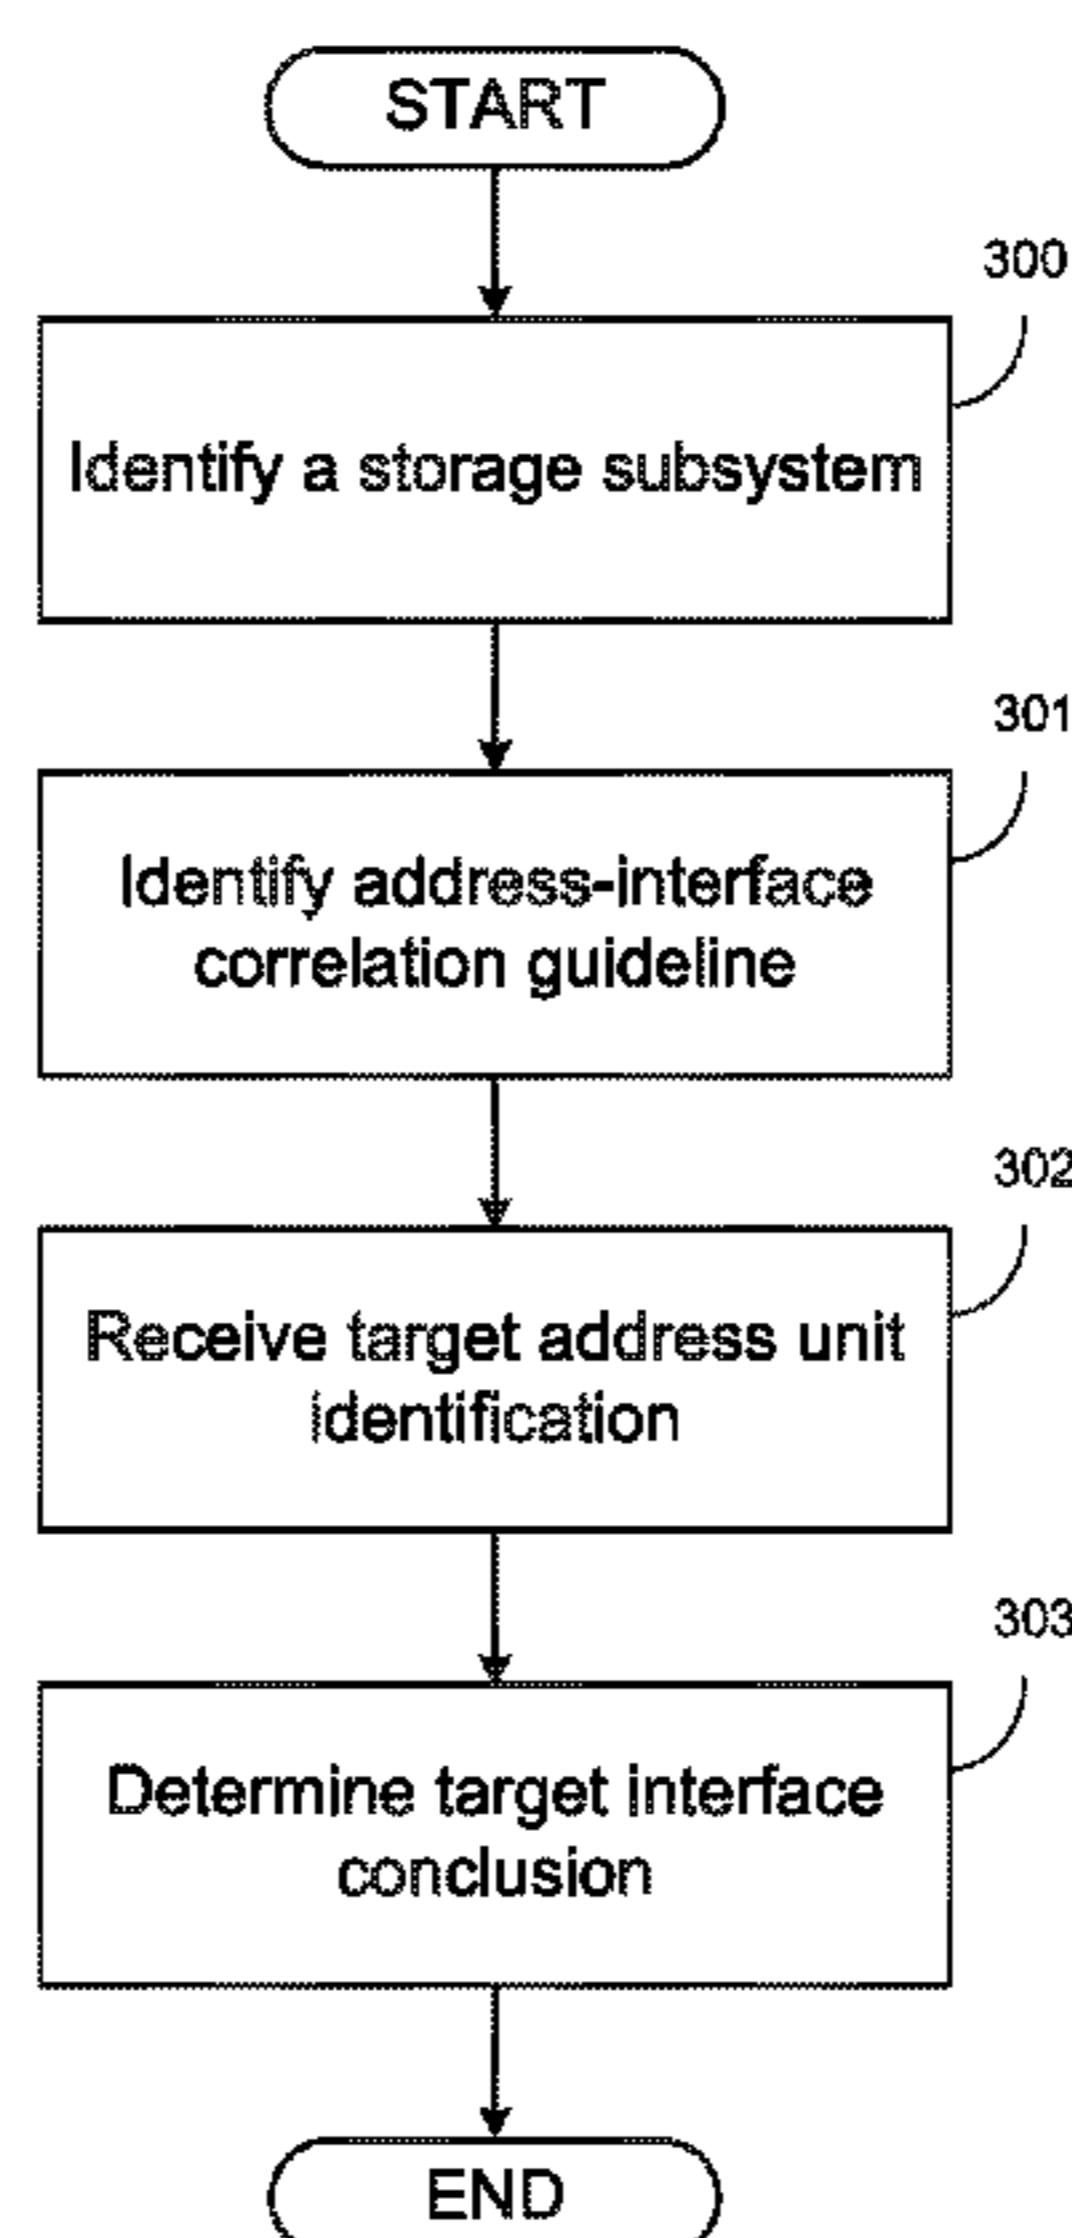 START
300
Identify a storage subsystem
301
Identify address-interface
correlation guideline
302
Receive target address unit
identification
303
Determine target interface
conclusion
END